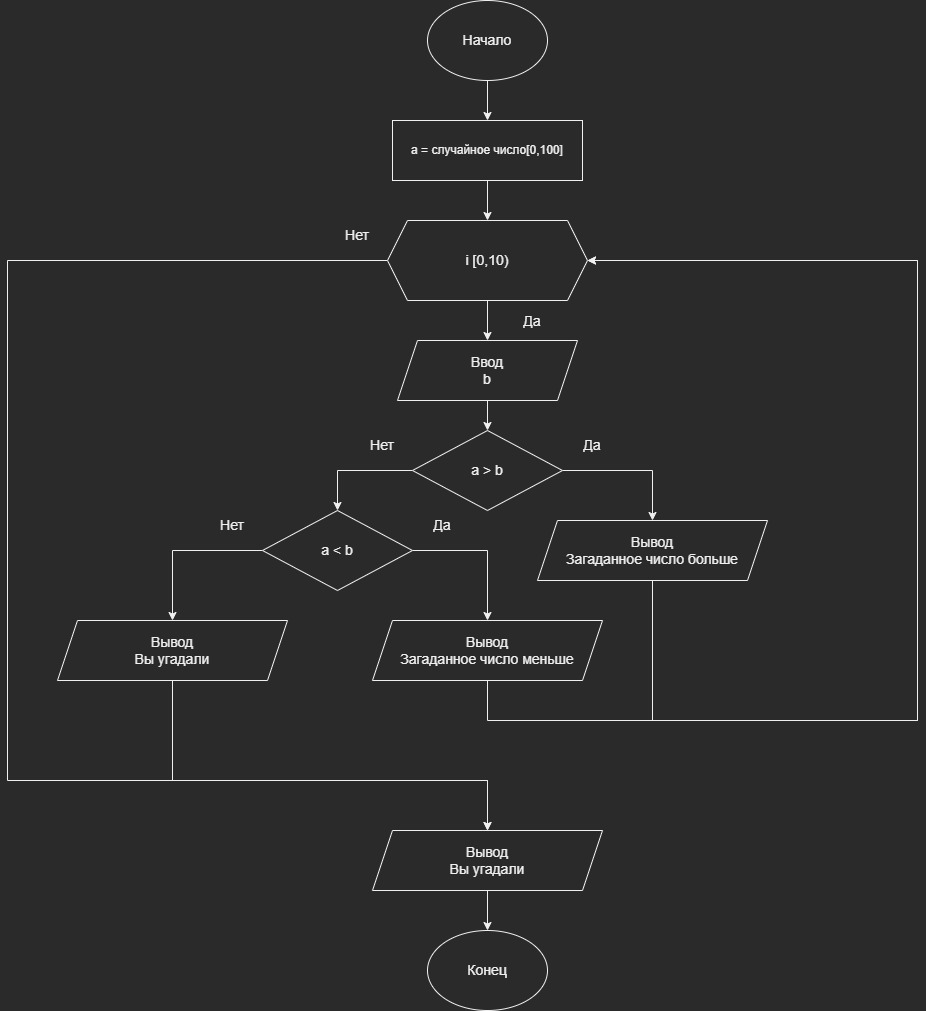 Начало
a = случайное число[0,100]
Нет
i [0,10)
Да
Ввод
b
Нет
a > b
Да
Нет
a < b
Да
Вывод
Загаданное число больше
Вывод
Вы угадали
Вывод
Загаданное число меньше
Вывод
Вы угадали
Конец